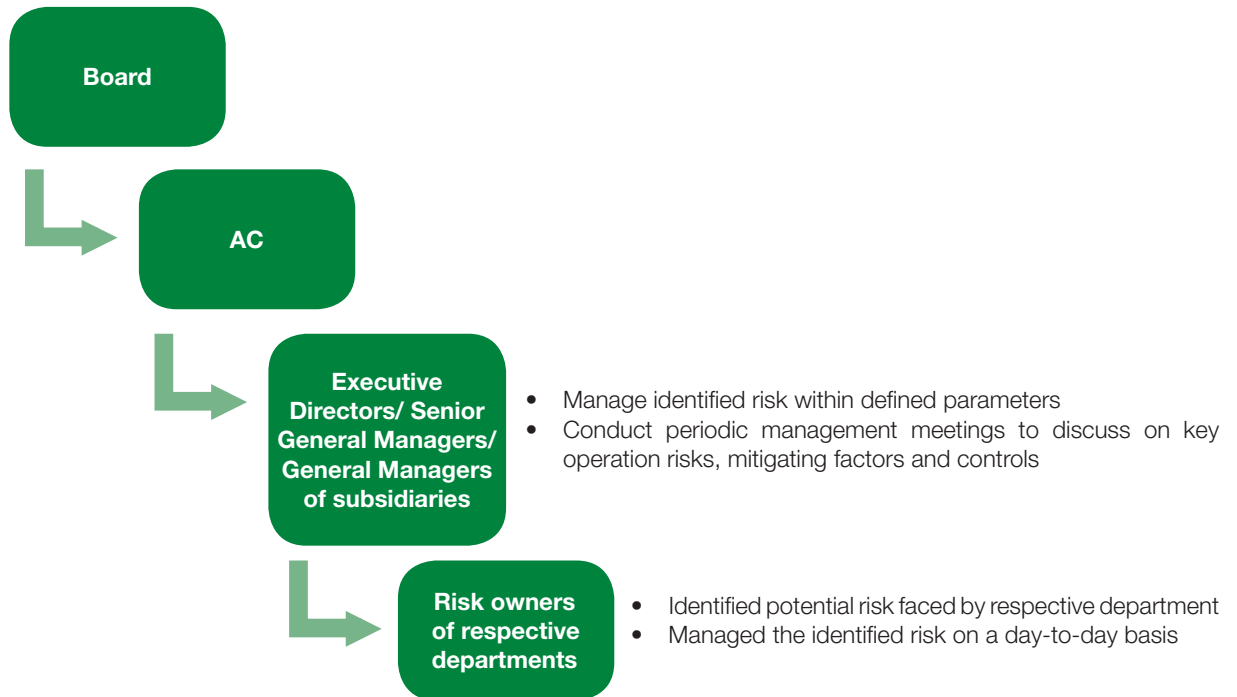 Board
AC
Executive
Directors/ Senior
General Managers/
General Managers
of subsidiaries
• Manage identified risk within defined parameters
• Conduct periodic management meetings to discuss on key
operation risks, mitigating factors and controls
Risk owners
of respective
departments
• Identified potential risk faced by respective department
• Managed the identified risk on a day-to-day basis